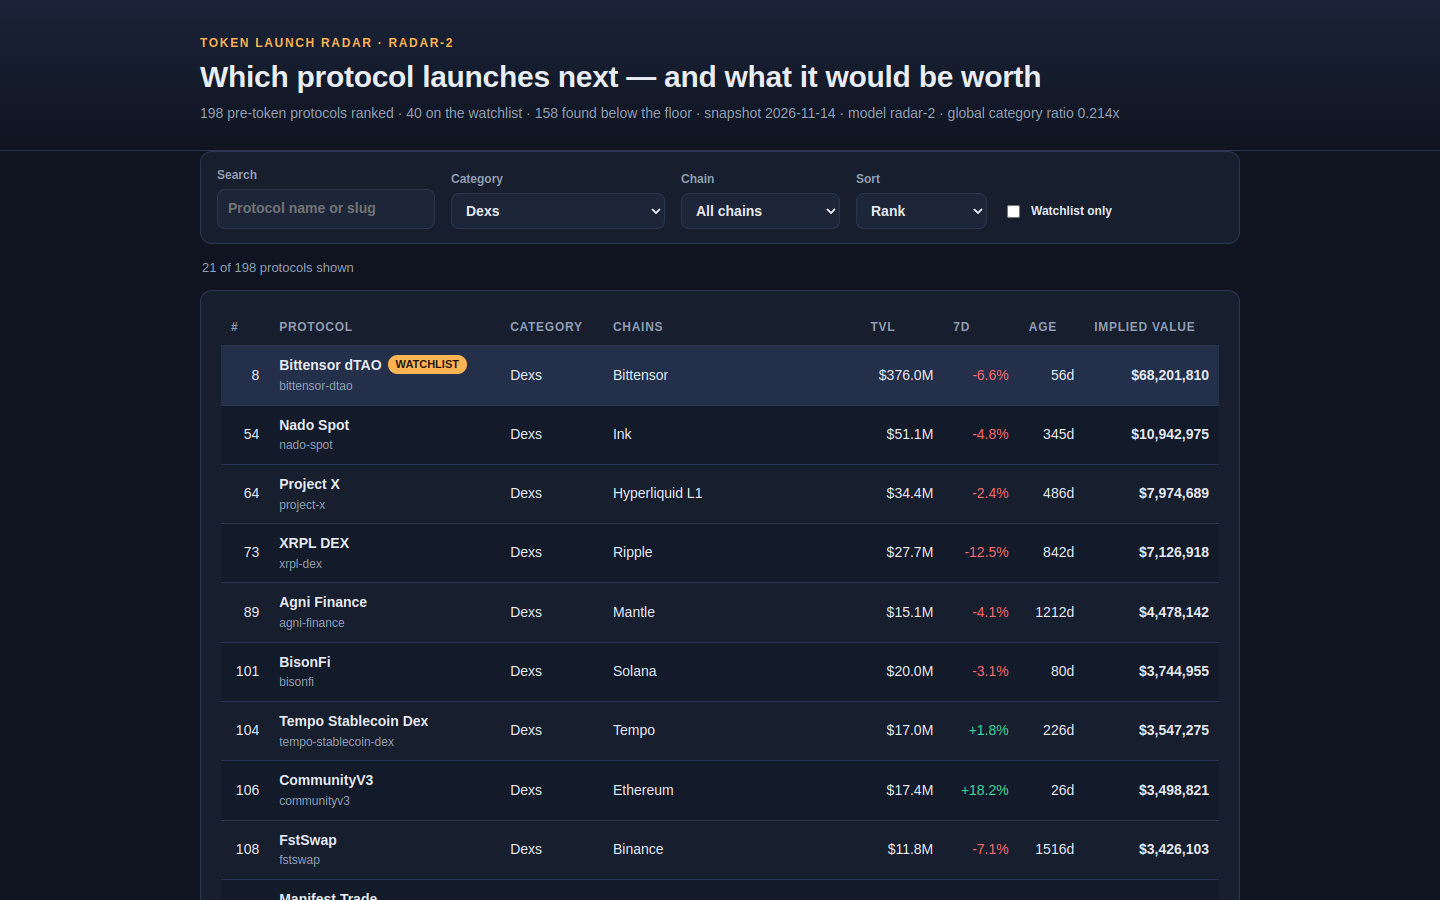 TOKEN LAUNCH RADAR · RADAR-2
Which protocol launches next — and what it would be worth
198 pre-token protocols ranked · 40 on the watchlist · 158 found below the floor · snapshot 2026-11-14 · model radar-2 · global category ratio 0.214x
Search Category Chain Sort
Protocol name or slug Dexs All chains Rank Watchlist only
21 of 198 protocols shown
# PROTOCOL CATEGORY CHAINS TVL 7D AGE IMPLIED VALUE
8 Bittensor dTAO WATCHLIST Dexs Bittensor $376.0M -6.6% 56d $68,201,810
bittensor-dtao
54 Nado Spot Dexs Ink $51.1M -4.8% 345d $10,942,975
nado-spot
64 Project X Dexs Hyperliquid L1 $34.4M -2.4% 486d $7,974,689
project-x
73 XRPL DEX Dexs Ripple $27.7M -12.5% 842d $7,126,918
xrpl-dex
89 Agni Finance Dexs Mantle $15.1M -4.1% 1212d $4,478,142
agni-finance
101 BisonFi Dexs Solana $20.0M -3.1% 80d $3,744,955
bisonfi
104 Tempo Stablecoin Dex Dexs Tempo $17.0M +1.8% 226d $3,547,275
tempo-stablecoin-dex
106 CommunityV3 Dexs Ethereum $17.4M +18.2% 26d $3,498,821
communityv3
108 FstSwap Dexs Binance $11.8M -7.1% 1516d $3,426,103
fstswap
Manifest Trade